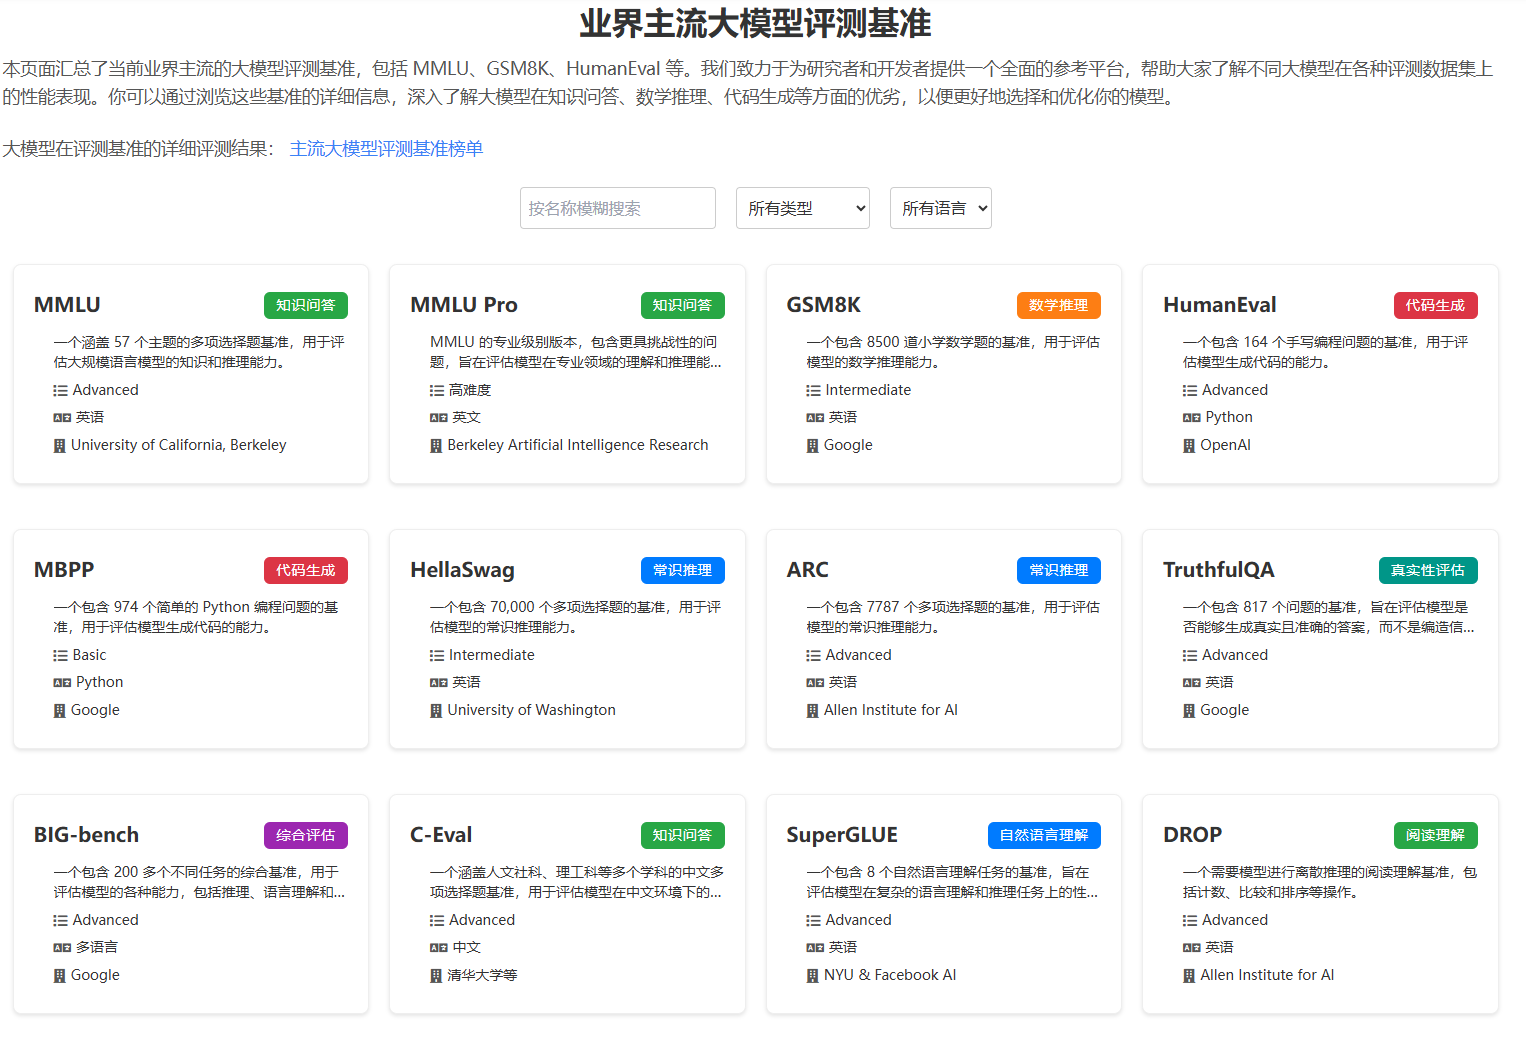 业界主流大模型评测基准
本页面汇总了当前业界主流的大模型评测基准，包括 MMLU、GSM8K、HumanEval 等。我们致力于为研究者和开发者提供一个全面的参考平台，帮助大家了解不同大模型在各种评测数据集上
的性能表现。你可以通过浏览这些基准的详细信息，深入了解大模型在知识问答、数学推理、代码生成等方面的优劣，以便更好地选择和优化你的模型。
大模型在评测基准的详细评测结果： 主流大模型评测基准榜单
按名称模糊搜索
所有类型
所有语言
MMLU
知识问答
一个涵盖 57 个主题的多项选择题基准，用于评
估大规模语言模型的知识和推理能力。
Advanced
英语
University of California, Berkeley
MMLU Pro
知识问答
MMLU 的专业级别版本，包含更具挑战性的问
题，旨在评估模型在专业领域的理解和推理能...
高难度
英文
Berkeley Artificial Intelligence Research
GSM8K
数学推理
一个包含 8500 道小学数学题的基准，用于评估
模型的数学推理能力。
Intermediate
英语
Google
HumanEval
代码生成
一个包含 164 个手写编程问题的基准，用于评
估模型生成代码的能力。
Advanced
Python
OpenAI
MBPP
代码生成
一个包含 974 个简单的 Python 编程问题的基
准，用于评估模型生成代码的能力。
Basic
Python
Google
HellaSwag
常识推理
一个包含 70,000 个多项选择题的基准，用于评
估模型的常识推理能力。
Intermediate
英语
University of Washington
ARC
常识推理
一个包含 7787 个多项选择题的基准，用于评估
模型的常识推理能力。
Advanced
英语
Allen Institute for AI
TruthfulQA
真实性评估
一个包含 817 个问题的基准，旨在评估模型是
否能够生成真实且准确的答案，而不是编造信...
Advanced
英语
Google
BIG-bench
综合评估
一个包含 200 多个不同任务的综合基准，用于
评估模型的各种能力，包括推理、语言理解和...
Advanced
多语言
Google
C-Eval
知识问答
一个涵盖人文社科、理工科等多个学科的中文多
项选择题基准，用于评估模型在中文环境下的...
Advanced
中文
清华大学等
SuperGLUE
自然语言理解
一个包含 8 个自然语言理解任务的基准，旨在
评估模型在复杂的语言理解和推理任务上的性...
Advanced
英语
NYU & Facebook AI
DROP
阅读理解
一个需要模型进行离散推理的阅读理解基准，包
括计数、比较和排序等操作。
Advanced
英语
Allen Institute for AI